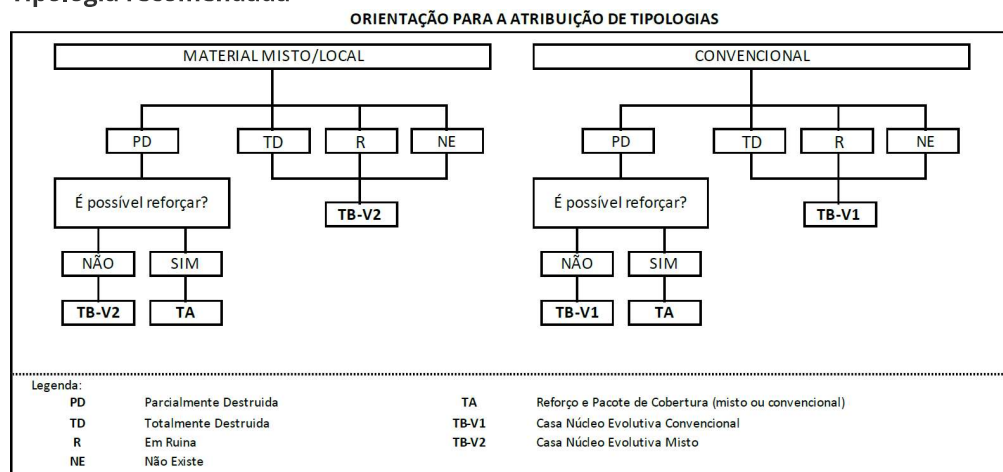 Tipologia recomendada
ORIENTAÇÃO PARA A ATRIBUIÇÃO DE TIPOLOGIAS
MATERIAL MISTO/LOCAL
PD TD R NE
É possível reforçar?
TB-V2
NÃO SIM
TB-V2 TA
CONVENCIONAL
PD TD R NE
É possível reforçar?
TB-V1
NÃO SIM
TB-V1 TA
Legenda:
PD Parcialmente Destruida
TD Totalmente Destruida
R Em Ruina
NE Não Existe
TA Reforço e Pacote de Cobertura (misto ou convencional)
TB-V1 Casa Núcleo Evolutiva Convencional
TB-V2 Casa Núcleo Evolutiva Misto